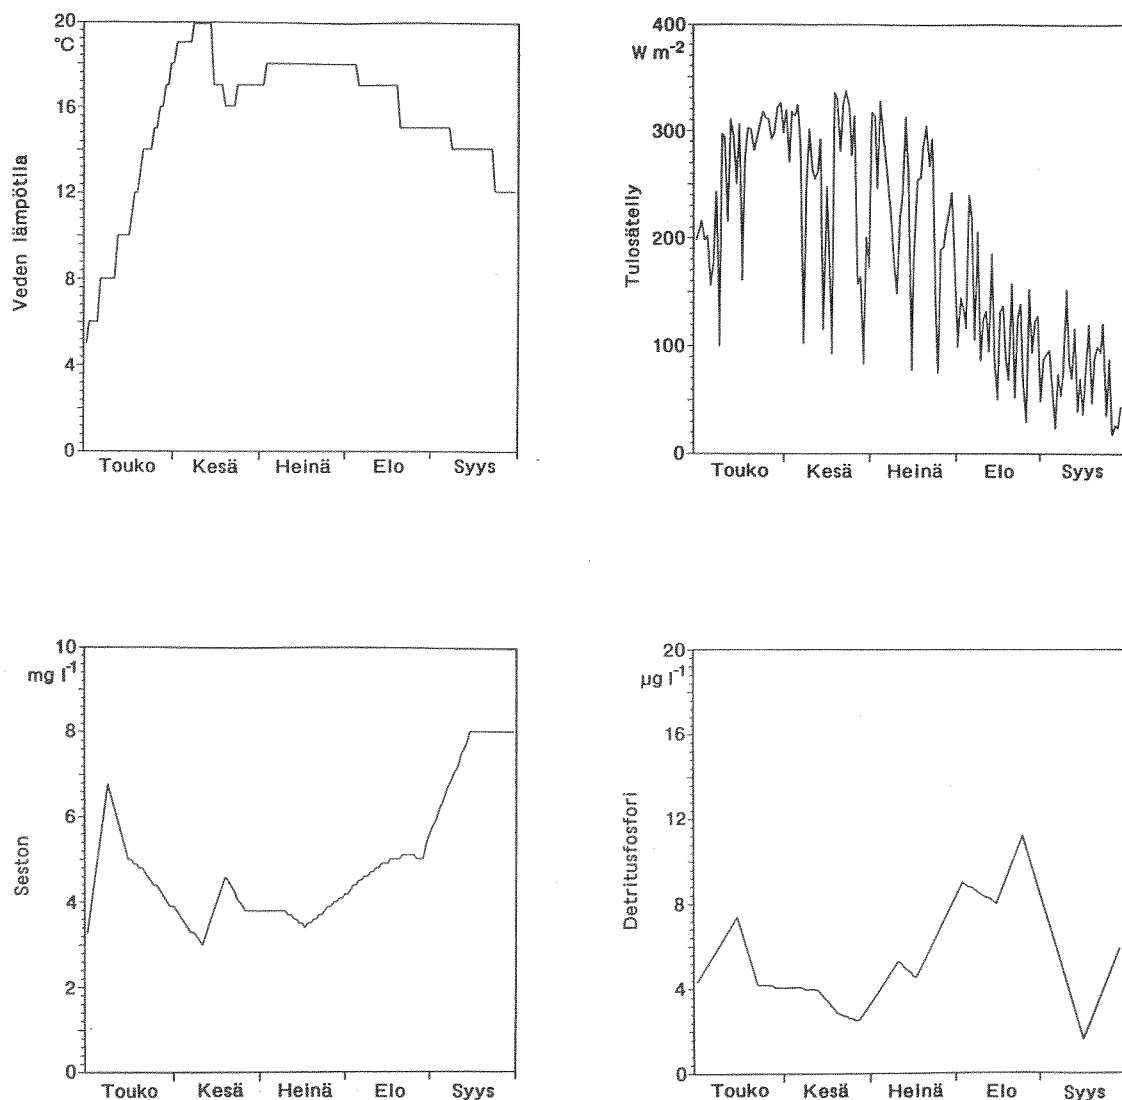 20
°C
16
12
8
4
0
Veden lämpötila
Touko Kesä Heinä Elo Syys
400
W m-2
300
200
100
0
Tulosäteily
Touko Kesä Heinä Elo Syys
10
mg l-1
8
6
4
2
0
Seston
Touko Kesä Heinä Elo Syys
20
µg l-1
16
12
8
4
0
Detritusfosfori
Touko Kesä Heinä Elo Syys